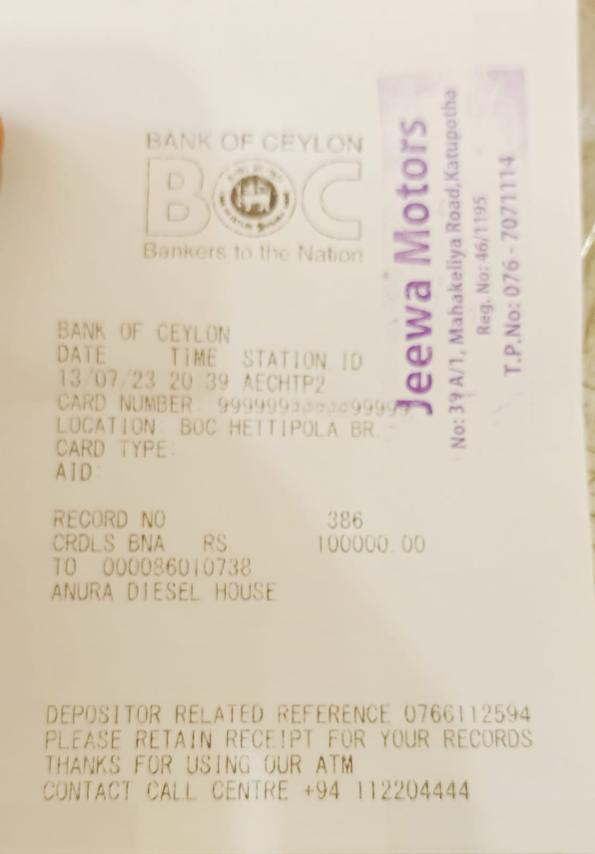 BANK OF CEYLON
BOC
Bankers to the Nation
BANK OF CEYLON
DATE TIME STATION ID
13/07/23 20 39 AECHTP2
CARD NUMBER
LOCATION BOC HETTIPOLA BR.
CARD TYPE:
AID:
RECORD NO 386
CRDLS BNA RS 100000.00
TO 000086010738
ANURA DIESEL HOUSE
DEPOSITOR RELATED REFERENCE 0766112594
PLEASE RETAIN RECEIPT FOR YOUR RECORDS
THANKS FOR USING OUR ATM
CONTACT CALL CENTRE +94 112204444
Jeewa Motors
No: 39 A/1, Mahakeliya Road,Katupotha
Reg. No: 46/1195
T.P.No: 076 - 7071114